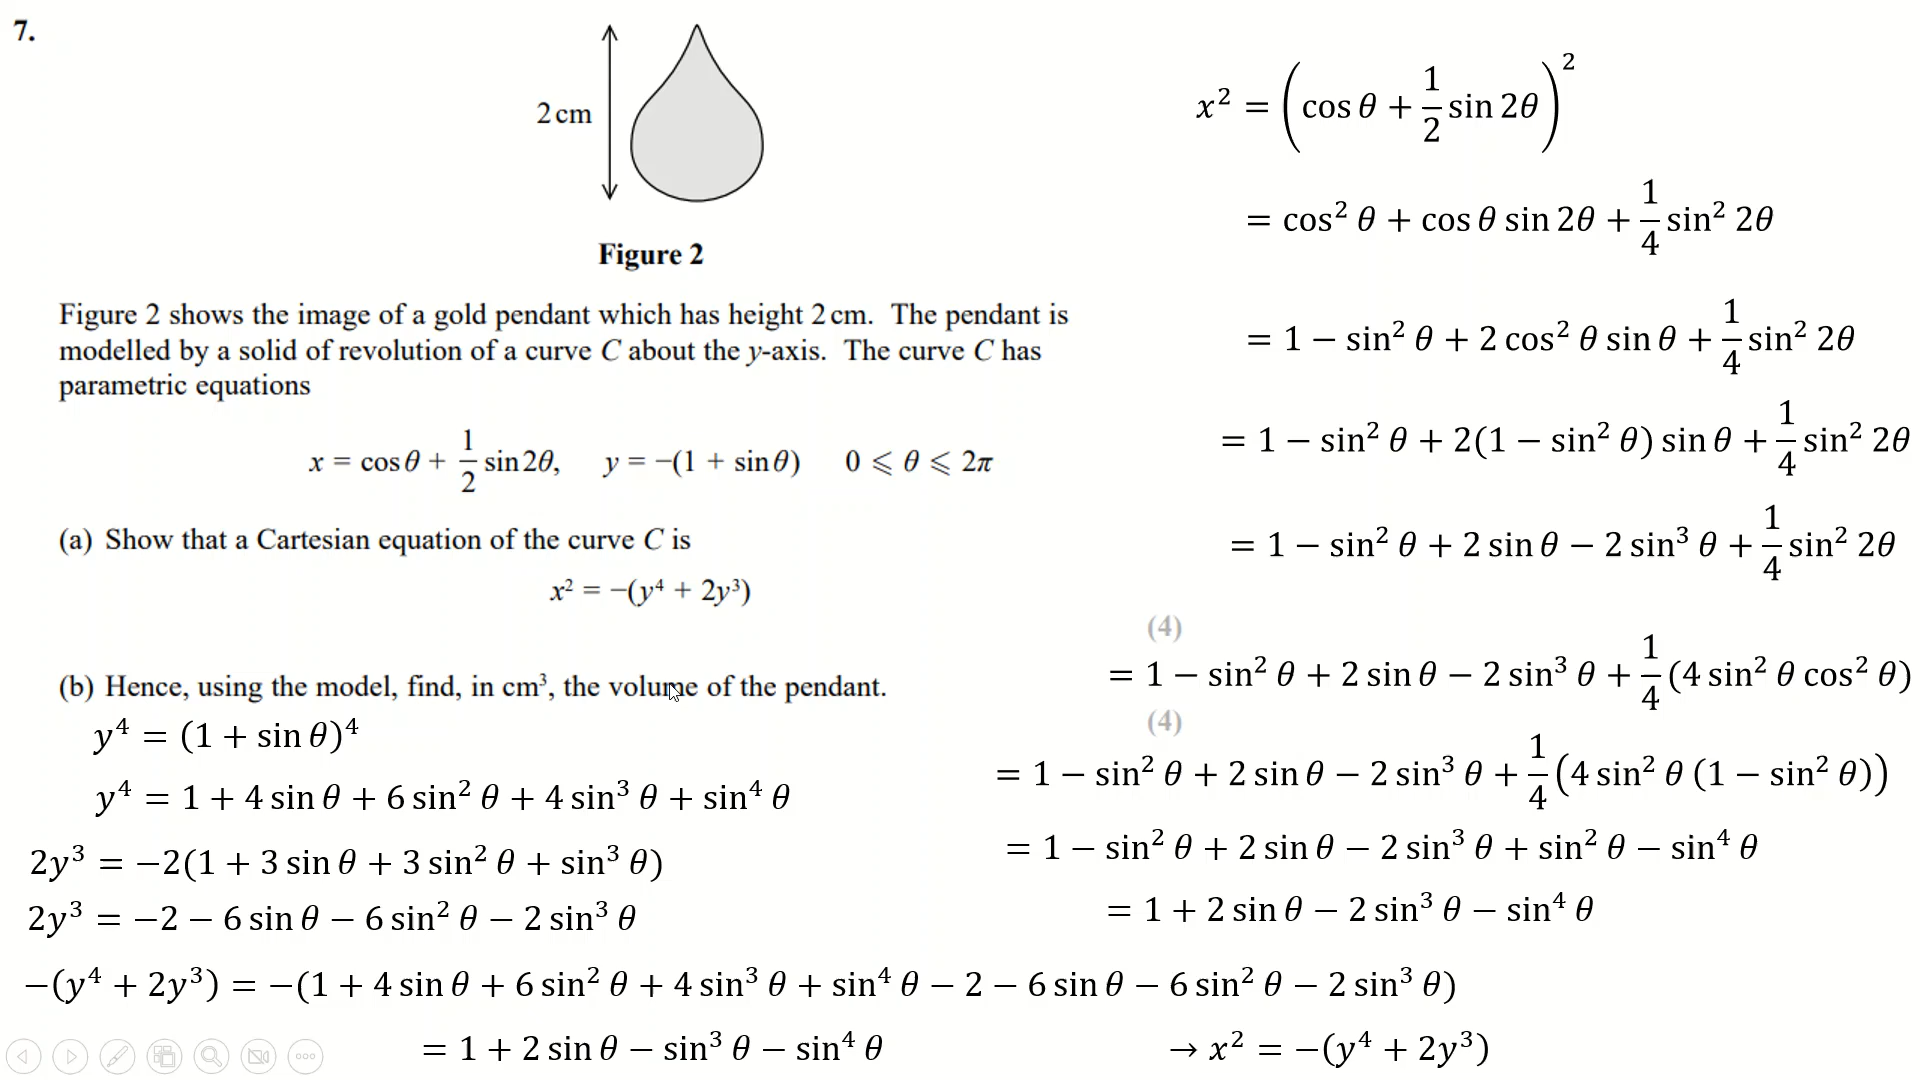 7.
2 cm
Figure 2
Figure 2 shows the image of a gold pendant which has height 2 cm. The pendant is
modelled by a solid of revolution of a curve C about the y-axis. The curve C has
parametric equations
x = cos θ + 1/2 sin 2θ, y = −(1 + sin θ) 0 ⩽ θ ⩽ 2π
(a) Show that a Cartesian equation of the curve C is
x² = −(y⁴ + 2y³)
(4)
(b) Hence, using the model, find, in cm³, the volume of the pendant.
(4)
y⁴ = (1 + sin θ)⁴
y⁴ = 1 + 4 sin θ + 6 sin² θ + 4 sin³ θ + sin⁴ θ
2y³ = −2(1 + 3 sin θ + 3 sin² θ + sin³ θ)
2y³ = −2 − 6 sin θ − 6 sin² θ − 2 sin³ θ
−(y⁴ + 2y³) = −(1 + 4 sin θ + 6 sin² θ + 4 sin³ θ + sin⁴ θ − 2 − 6 sin θ − 6 sin² θ − 2 sin³ θ)
= 1 + 2 sin θ − sin³ θ − sin⁴ θ
x² = (cos θ + 1/2 sin 2θ)²
= cos² θ + cos θ sin 2θ + 1/4 sin² 2θ
= 1 − sin² θ + 2 cos² θ sin θ + 1/4 sin² 2θ
= 1 − sin² θ + 2(1 − sin² θ) sin θ + 1/4 sin² 2θ
= 1 − sin² θ + 2 sin θ − 2 sin³ θ + 1/4 sin² 2θ
= 1 − sin² θ + 2 sin θ − 2 sin³ θ + 1/4 (4 sin² θ cos² θ)
= 1 − sin² θ + 2 sin θ − 2 sin³ θ + 1/4 (4 sin² θ (1 − sin² θ))
= 1 − sin² θ + 2 sin θ − 2 sin³ θ + sin² θ − sin⁴ θ
= 1 + 2 sin θ − 2 sin³ θ − sin⁴ θ
→ x² = −(y⁴ + 2y³)